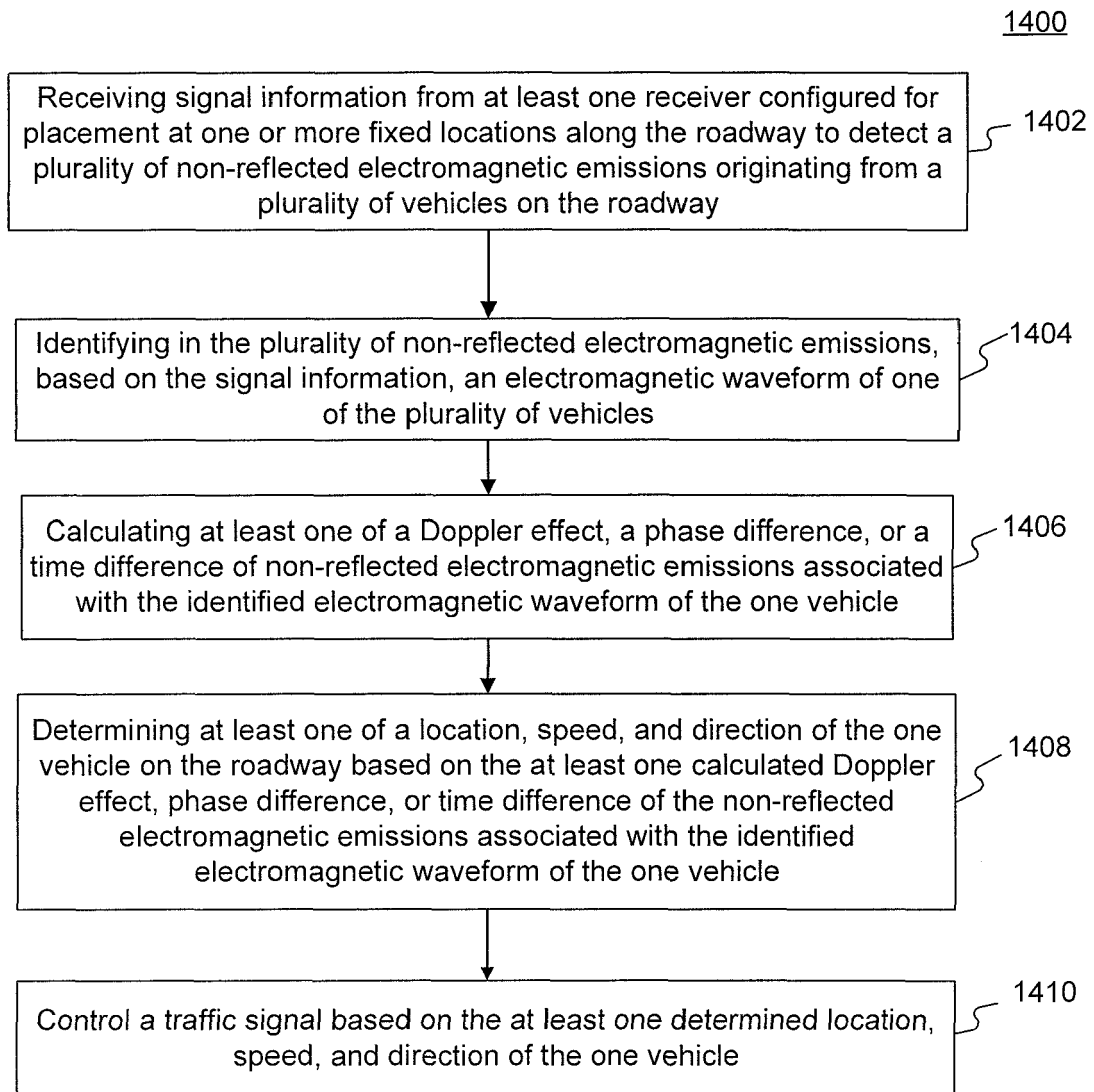 1400
Receiving signal information from at least one receiver configured for
placement at one or more fixed locations along the roadway to detect a
plurality of non-reflected electromagnetic emissions originating from a
plurality of vehicles on the roadway
1402
Identifying in the plurality of non-reflected electromagnetic emissions,
based on the signal information, an electromagnetic waveform of one
of the plurality of vehicles
1404
Calculating at least one of a Doppler effect, a phase difference, or a
time difference of non-reflected electromagnetic emissions associated
with the identified electromagnetic waveform of the one vehicle
1406
Determining at least one of a location, speed, and direction of the one
vehicle on the roadway based on the at least one calculated Doppler
effect, phase difference, or time difference of the non-reflected
electromagnetic emissions associated with the identified
electromagnetic waveform of the one vehicle
1408
Control a traffic signal based on the at least one determined location,
speed, and direction of the one vehicle
1410